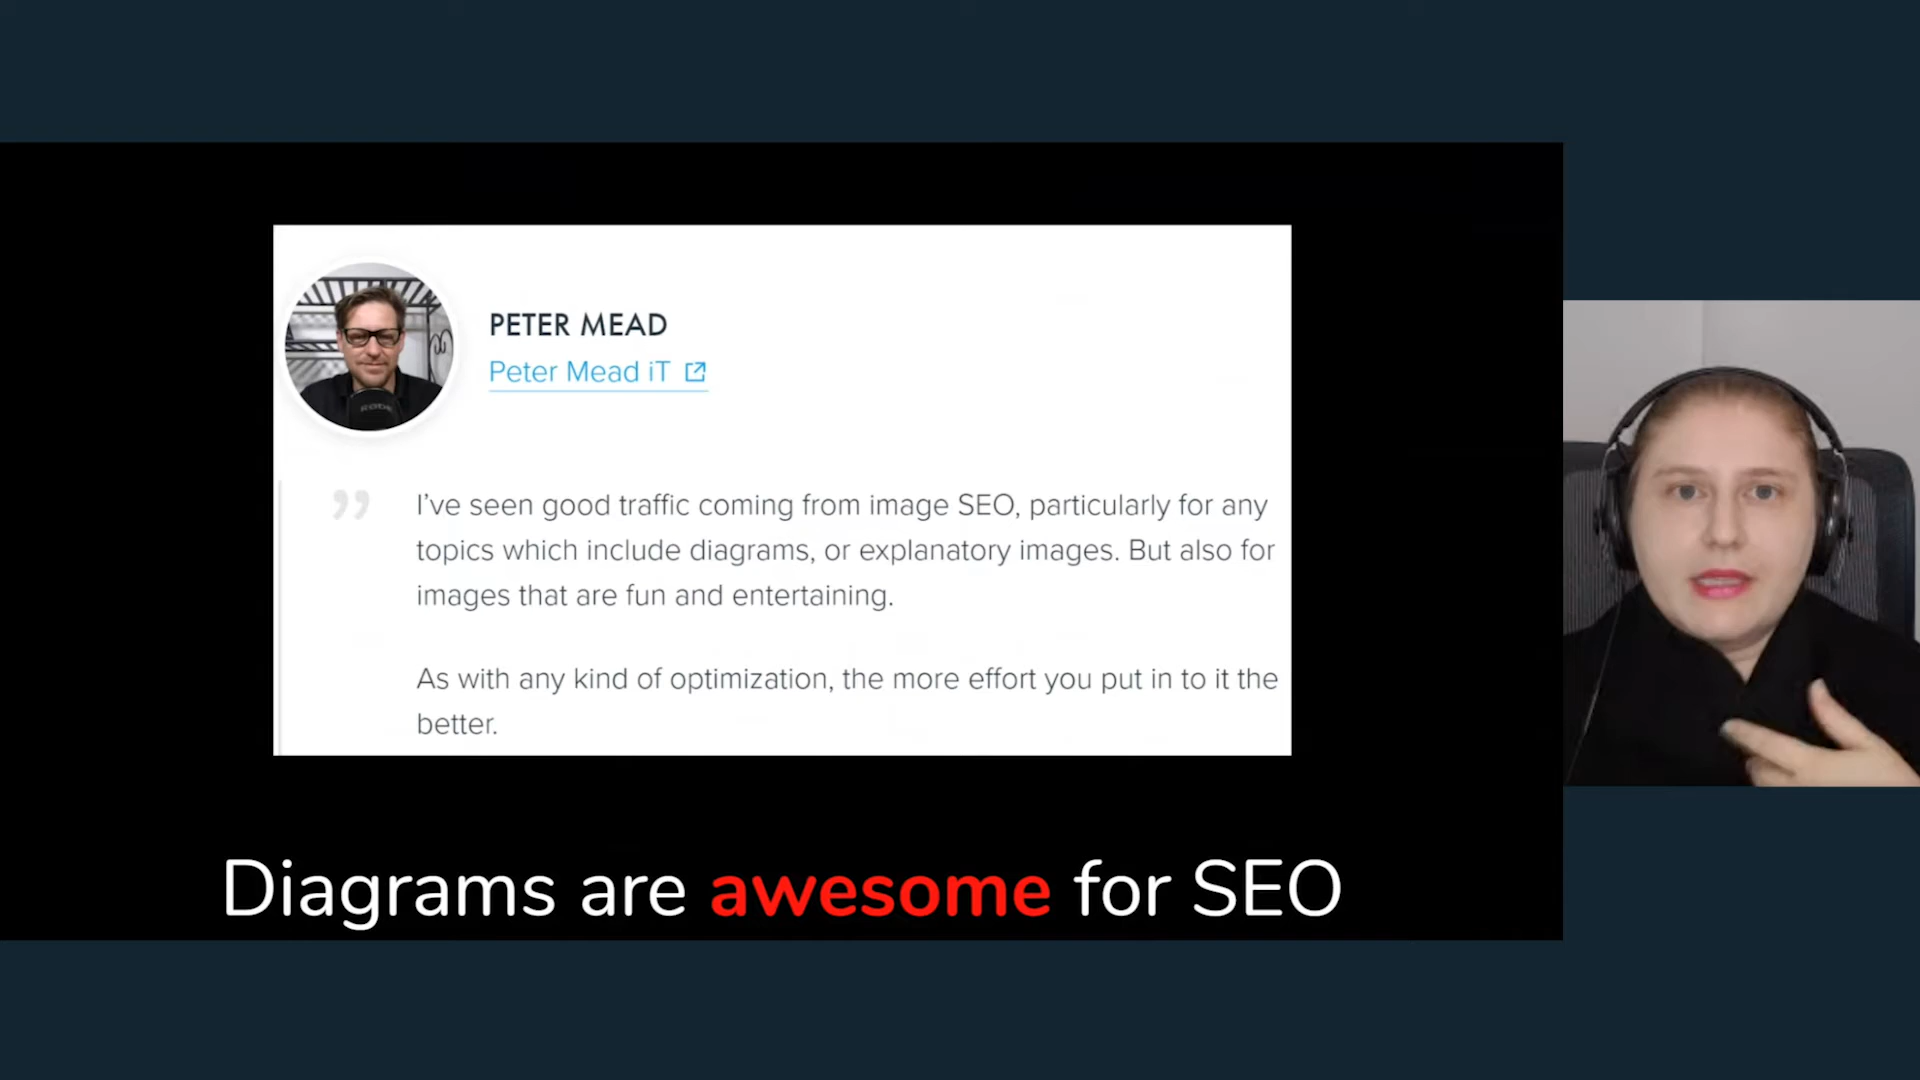 PETER MEAD
Peter Mead iT
RODE
I've seen good traffic coming from image SEO, particularly for any
topics which include diagrams, or explanatory images. But also for
images that are fun and entertaining.
As with any kind of optimization, the more effort you put in to it the
better.
Diagrams are awesome for SEO